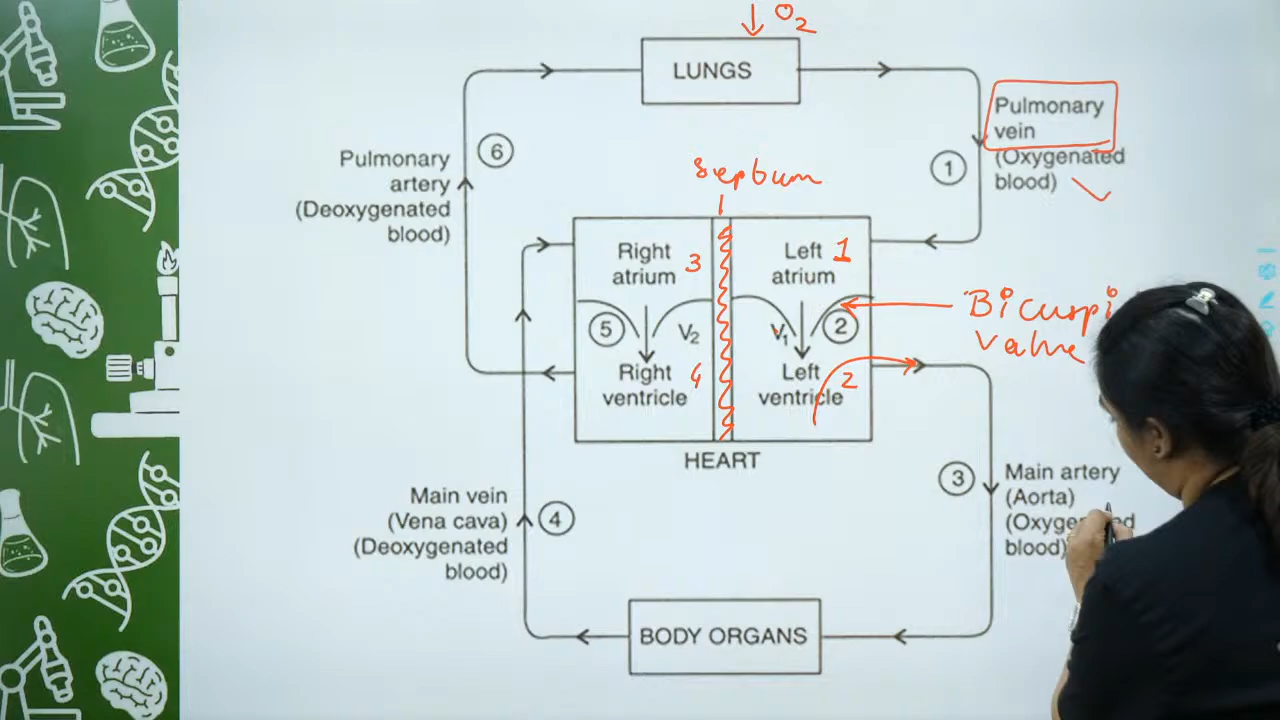 O2
LUNGS
Pulmonary
vein
(Oxygenated
blood)
1
6
Pulmonary
artery
(Deoxygenated
blood)
Septum
Right
atrium
3
Left
atrium
1
5
V2
V1
2
Bicuspi
valve
Right
ventricle
4
Left
ventricle
2
HEART
3
Main artery
(Aorta)
blood)
Main vein
(Vena cava)
(Deoxygenated
blood)
4
BODY ORGANS